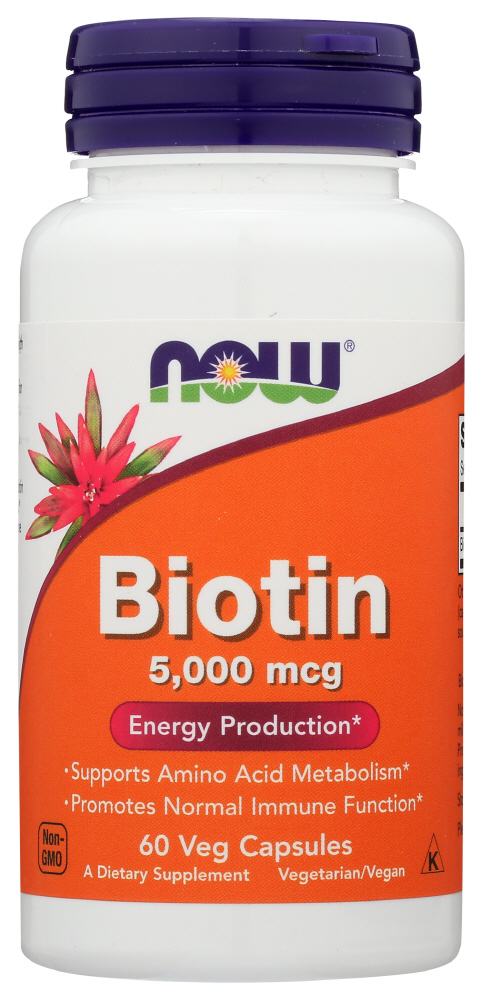 NOW®
Biotin
5,000 mcg
Energy Production*
•Supports Amino Acid Metabolism*
•Promotes Normal Immune Function*
Non-
GMO
60 Veg Capsules
A Dietary Supplement Vegetarian/Vegan
K